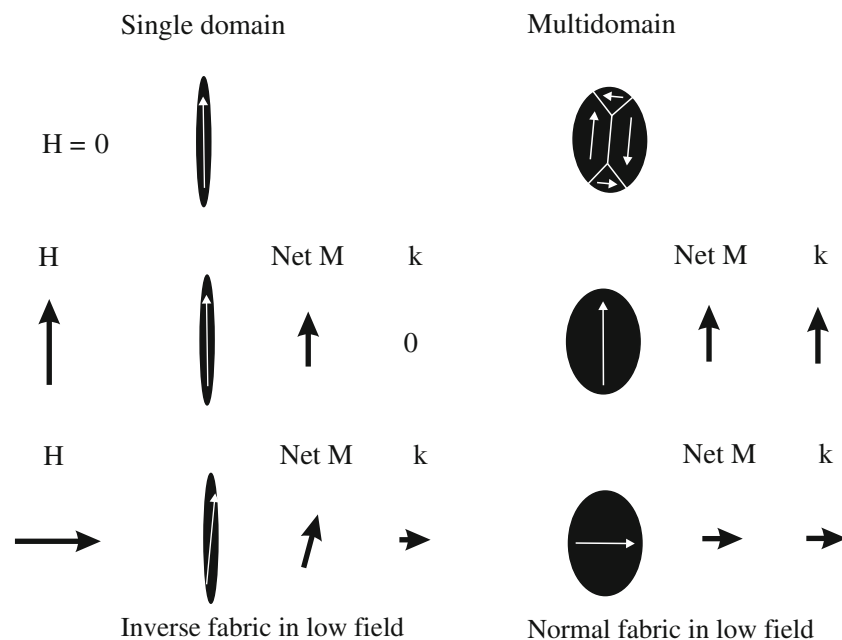 Single domain Multidomain
H = 0
H Net M k Net M k
0
H Net M k Net M k
Inverse fabric in low field Normal fabric in low field